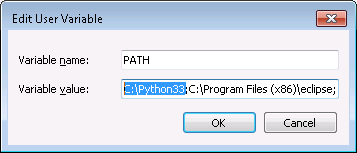 Edit User Variable
Variable name: PATH
Variable value: C:\Python33;C:\Program Files (x86)\eclipse;
OK Cancel